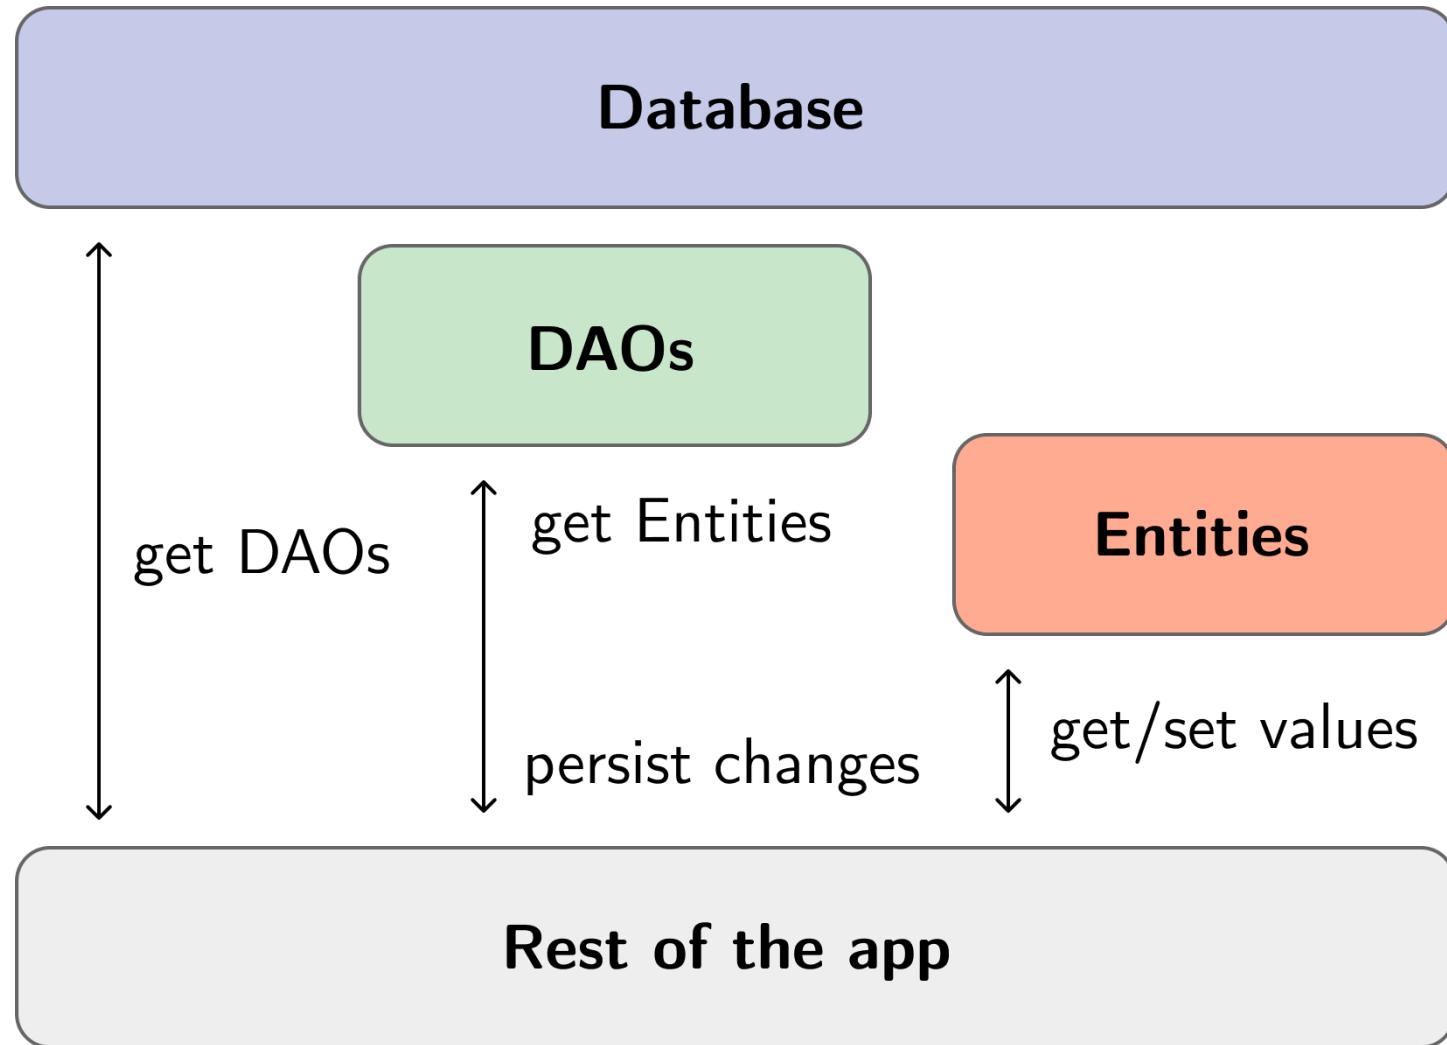 Database
DAOs
get Entities
get DAOs
Entities
persist changes
get/set values
Rest of the app